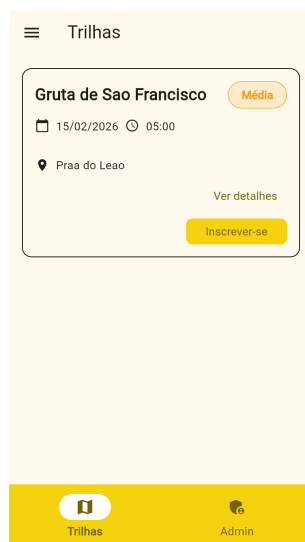 Trilhas
Gruta de Sao Francisco
Média
15/02/2026 05:00
Praa do Leao
Ver detalhes
Inscrever-se
Trilhas Admin